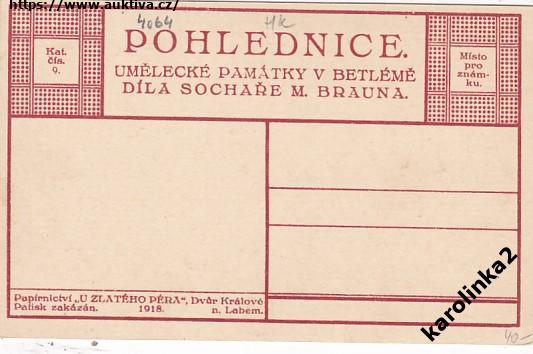 https://www.auktiva.cz/
4064
HK
Kat.
čís.
9.
POHLEDNICE.
UMĚLECKÉ PAMÁTKY V BETLÉMĚ
DÍLA SOCHAŘE M. BRAUNA.
Místo
pro
znám-
ku.
Papírnictví „U ZLATÉHO PÉRA”, Dvůr Králové
Patisk zakázán. 1918. n. Labem.
karolinka2
40-